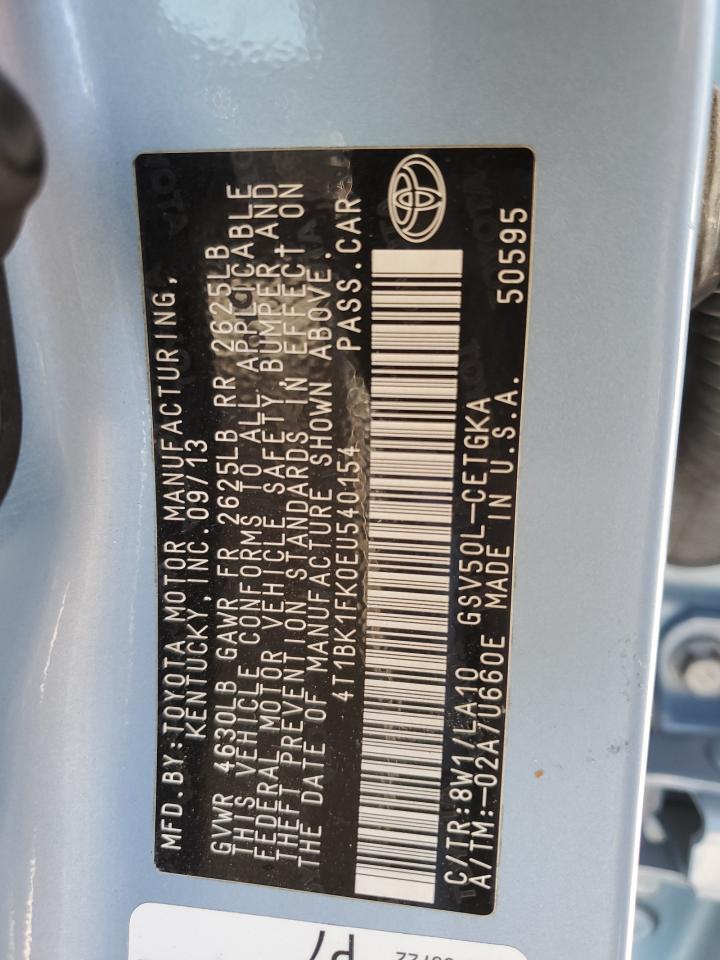 MFD.BY:TOYOTA MOTOR MANUFACTURING,
KENTUCKY, INC. 09/13
GVWR 4630LB GAWR FR 2625LB RR 2625LB
THIS VEHICLE CONFORMS TO ALL APPLICABLE
FEDERAL MOTOR VEHICLE SAFETY, BUMPER, AND
THEFT PREVENTION STANDARDS IN EFFECT ON
THE DATE OF MANUFACTURE SHOWN ABOVE.
4T1BK1FK0EU540154 PASS.CAR
C/TR:8W1/LA10 GSV50L-CETGKA
A/TM:-02A/U660E MADE IN U.S.A. 50595
P7